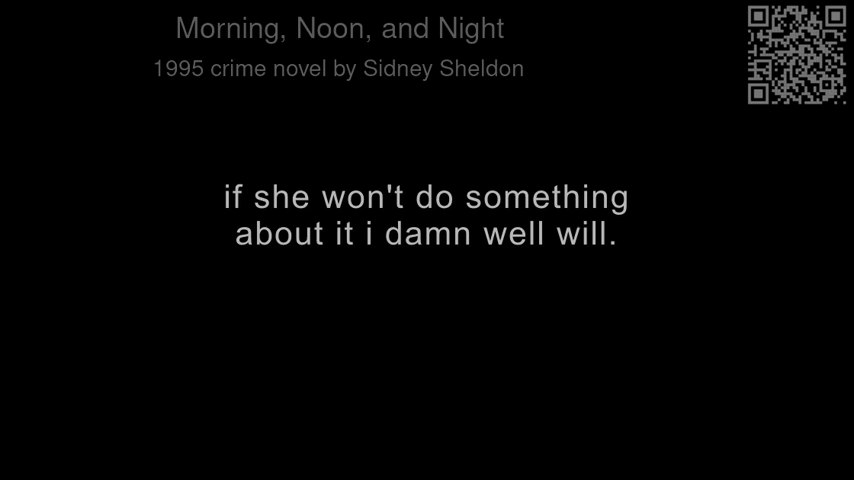 Morning, Noon, and Night
1995 crime novel by Sidney Sheldon
if she won't do something
about it i damn well will.